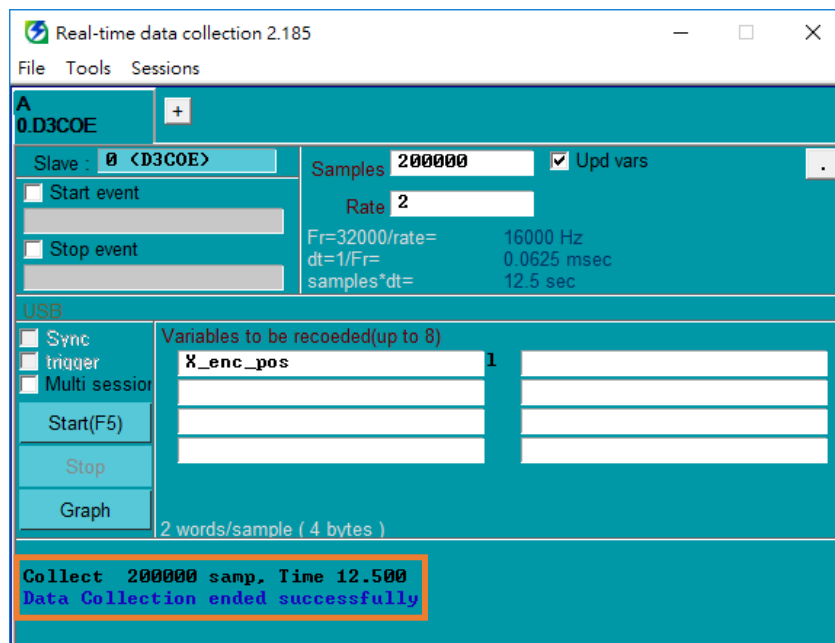 Real-time data collection 2.185
File Tools Sessions
A
0.D3COE
+
Slave : 0 (D3COE)
Samples 200000
Upd vars
.
Start event
Rate 2
Stop event
Fr=32000/rate= 16000 Hz
dt=1/Fr= 0.0625 msec
samples*dt= 12.5 sec
USB
Sync
trigger
Multi session
Variables to be recoeded(up to 8)
X_enc_pos l
Start(F5)
Stop
Graph
2 words/sample ( 4 bytes )
Collect 200000 samp, Time 12.500
Data Collection ended successfully